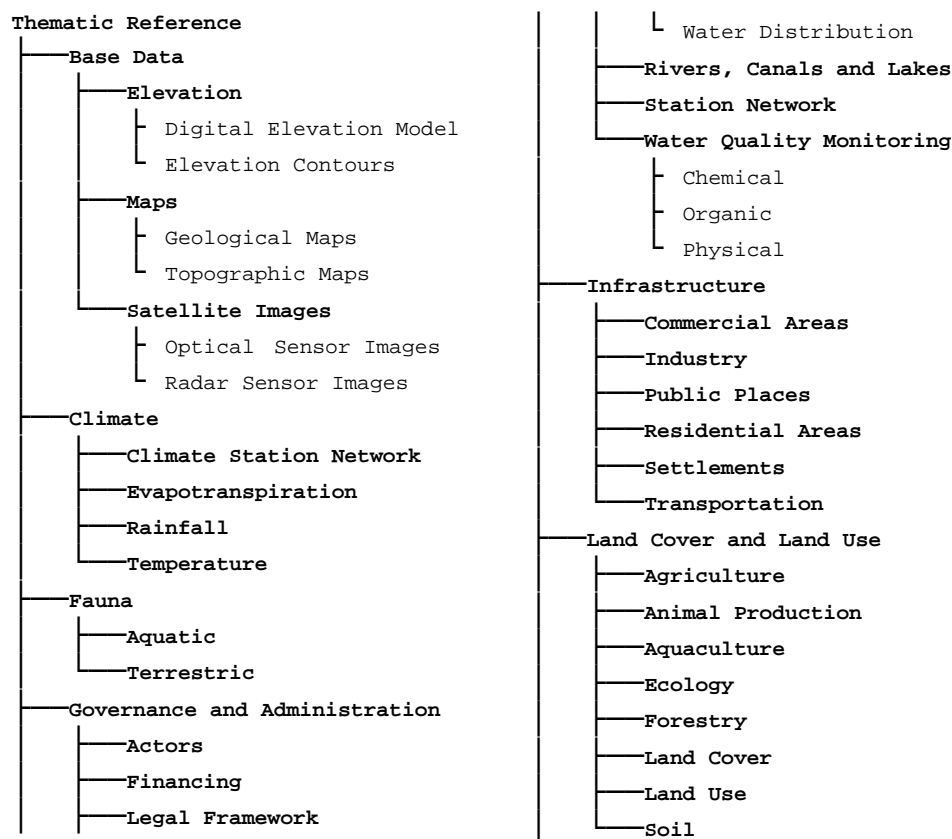 Thematic Reference
Base Data
Elevation
Digital Elevation Model
Elevation Contours
Maps
Geological Maps
Topographic Maps
Satellite Images
Optical Sensor Images
Radar Sensor Images
Climate
Climate Station Network
Evapotranspiration
Rainfall
Temperature
Fauna
Aquatic
Terrestric
Governance and Administration
Actors
Financing
Legal Framework
Water Distribution
Rivers, Canals and Lakes
Station Network
Water Quality Monitoring
Chemical
Organic
Physical
Infrastructure
Commercial Areas
Industry
Public Places
Residential Areas
Settlements
Transportation
Land Cover and Land Use
Agriculture
Animal Production
Aquaculture
Ecology
Forestry
Land Cover
Land Use
Soil